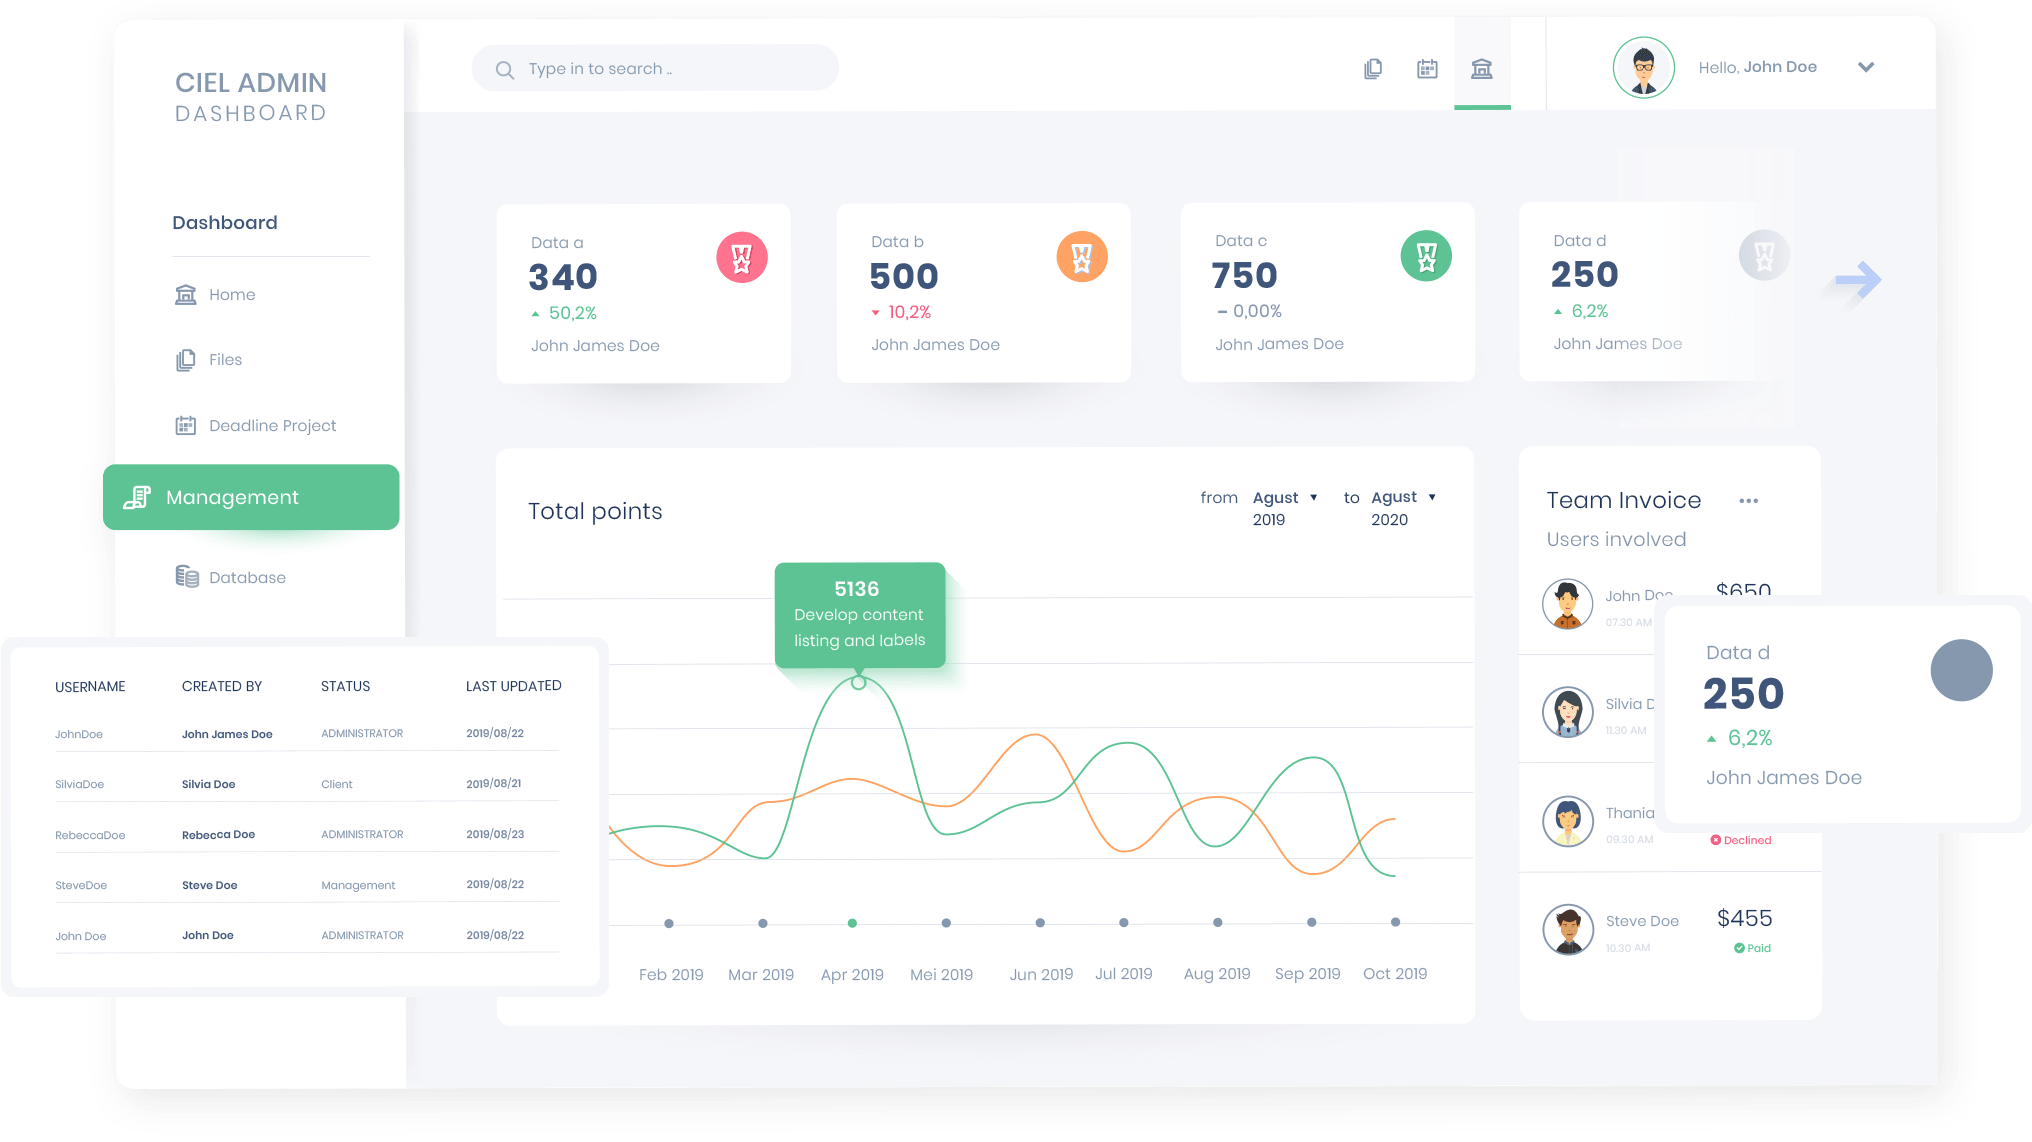 CIEL ADMIN
DASHBOARD
Type in to search ..
Hello, John Doe
Dashboard
Home
Files
Deadline Project
Management
Database
Data a
340
50,2%
John James Doe
Data b
500
10,2%
John James Doe
Data c
750
– 0,00%
John James Doe
Data d
250
6,2%
John James Doe
Total points
from Agust 2019
to Agust 2020
5136
Develop content
listing and labels
Feb 2019 Mar 2019 Apr 2019 Mei 2019 Jun 2019 Jul 2019 Aug 2019 Sep 2019 Oct 2019
Team Invoice
Users involved
John Doe $650
07.30 AM
Silvia D
11.30 AM
Thania
09.30 AM Declined
Steve Doe $455
10.30 AM Paid
Data d
250
6,2%
John James Doe
USERNAME CREATED BY STATUS LAST UPDATED
JohnDoe John James Doe ADMINISTRATOR 2019/08/22
SilviaDoe Silvia Doe Client 2019/08/21
RebeccaDoe Rebecca Doe ADMINISTRATOR 2019/08/23
SteveDoe Steve Doe Management 2019/08/22
John Doe John Doe ADMINISTRATOR 2019/08/22